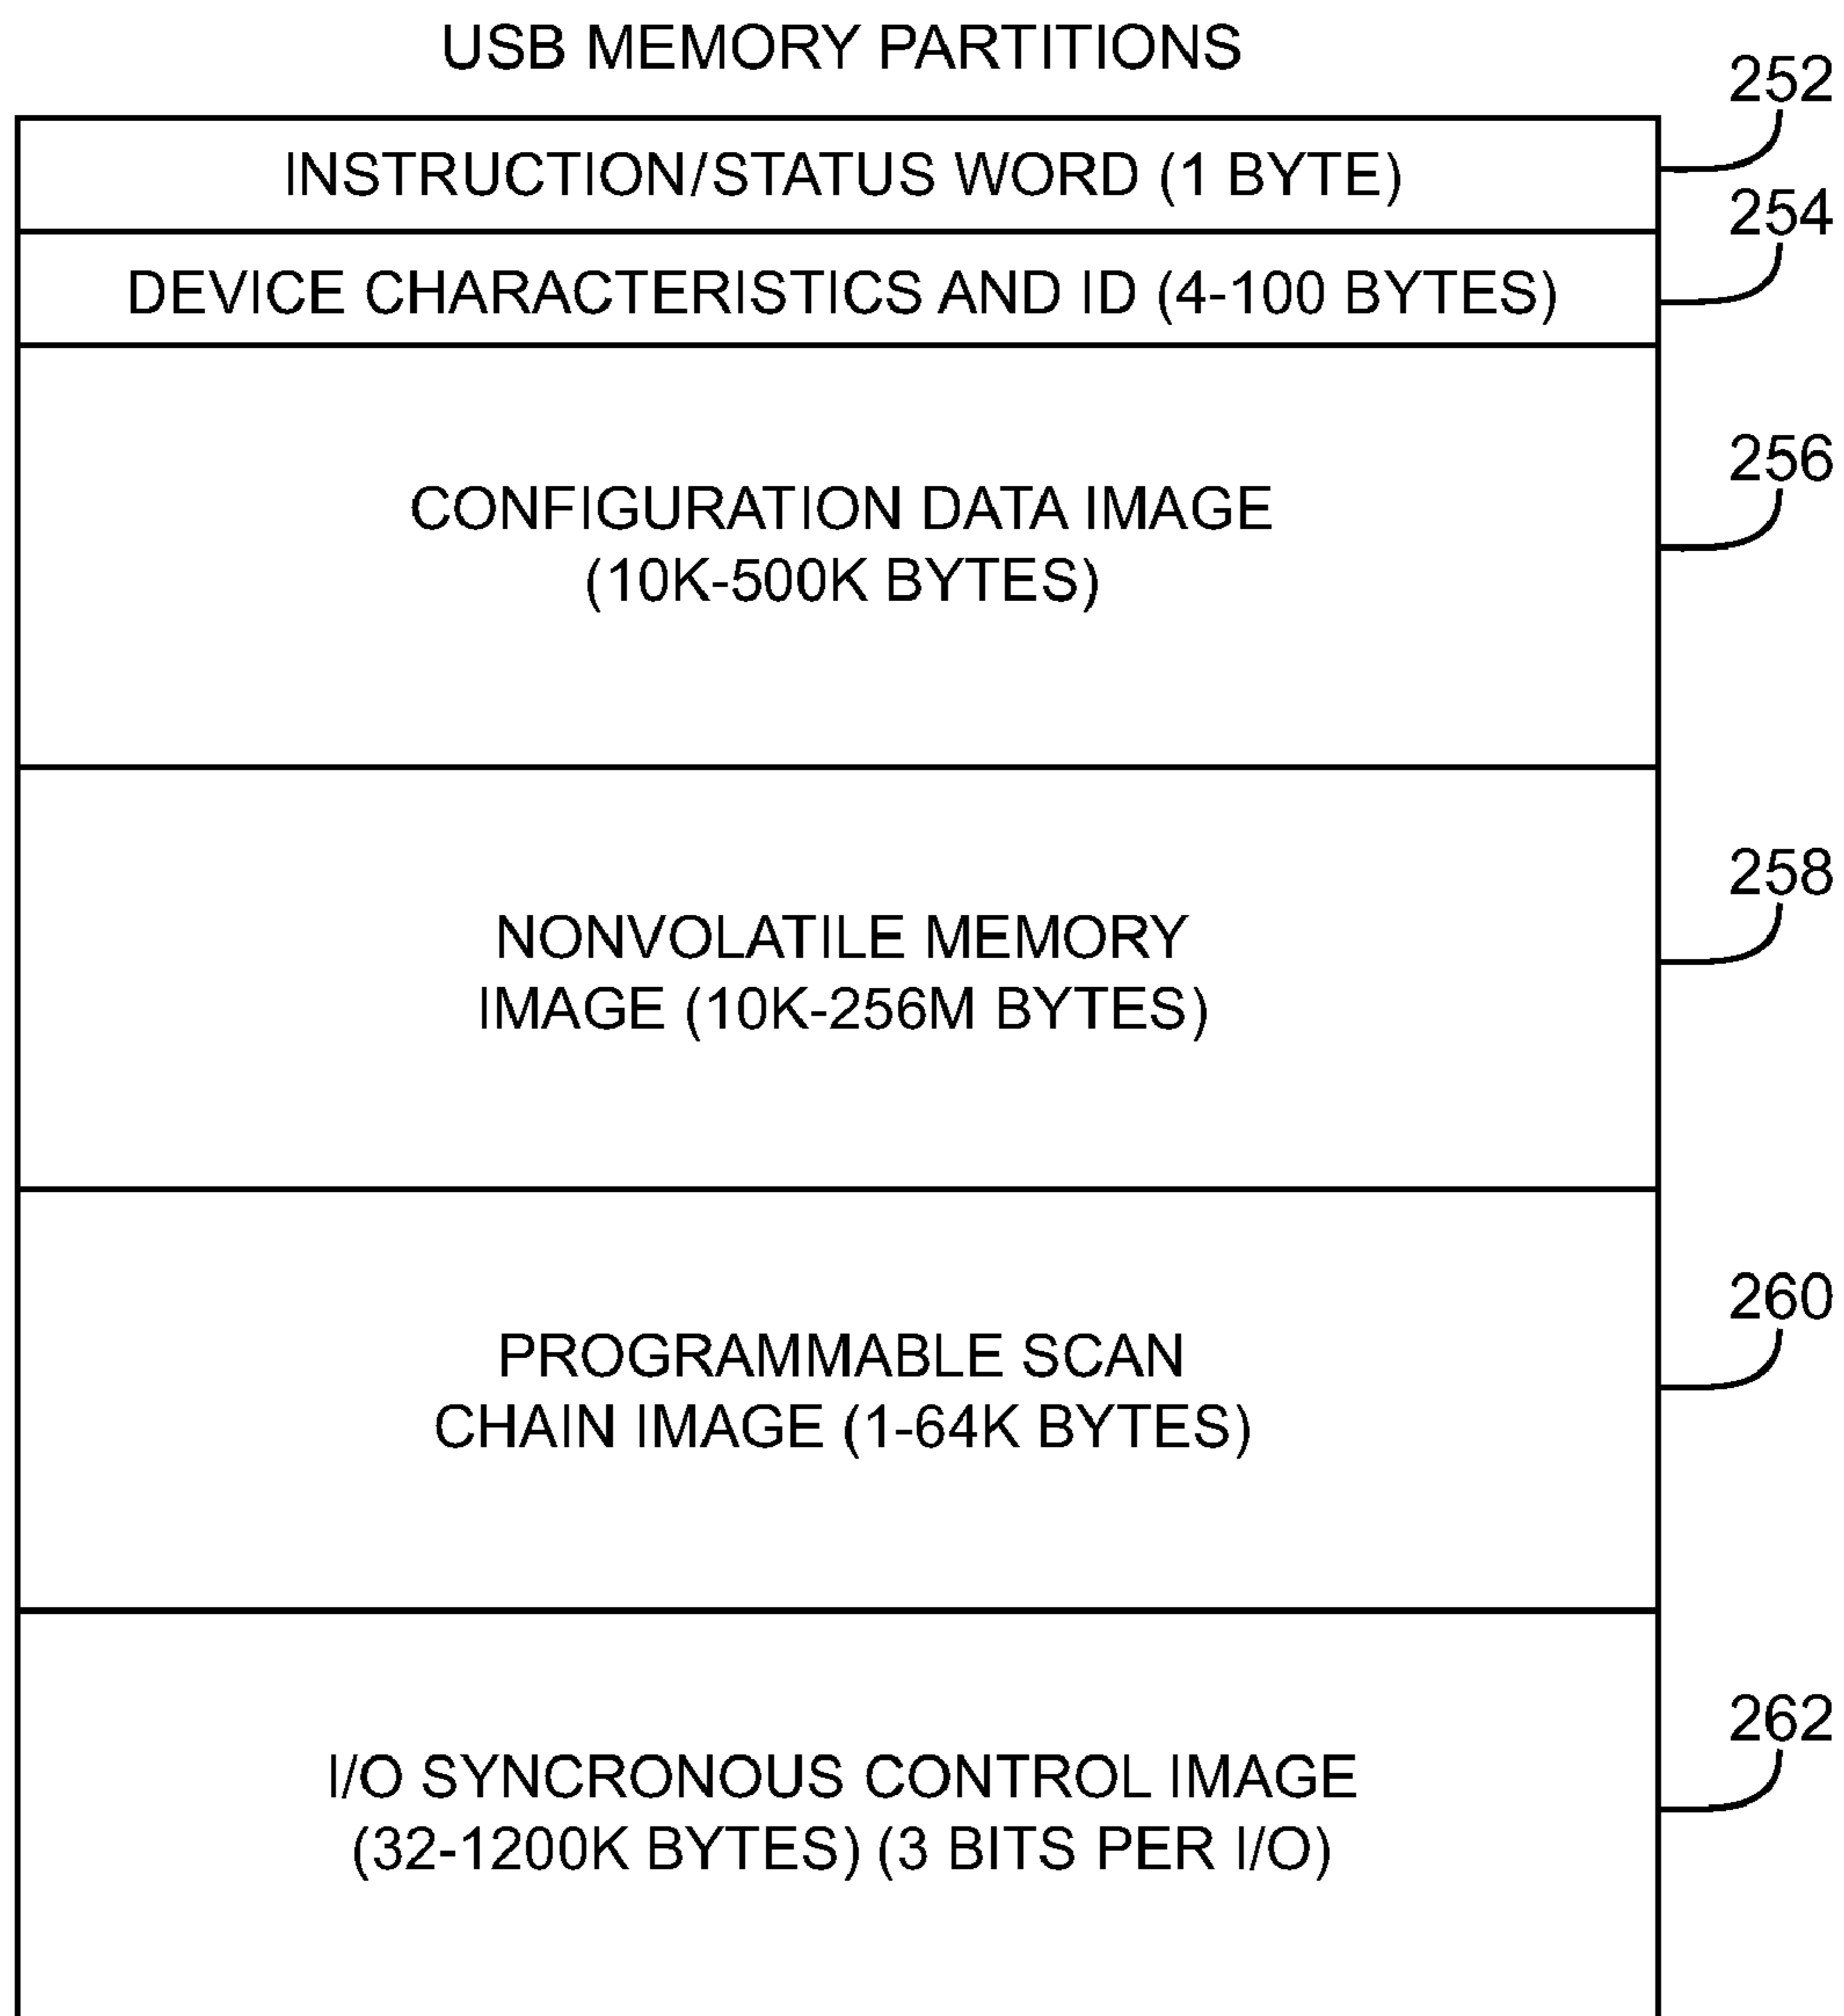 USB MEMORY PARTITIONS
252
INSTRUCTION/STATUS WORD (1 BYTE)
254
DEVICE CHARACTERISTICS AND ID (4-100 BYTES)
256
CONFIGURATION DATA IMAGE
(10K-500K BYTES)
258
NONVOLATILE MEMORY
IMAGE (10K-256M BYTES)
260
PROGRAMMABLE SCAN
CHAIN IMAGE (1-64K BYTES)
262
I/O SYNCRONOUS CONTROL IMAGE
(32-1200K BYTES) (3 BITS PER I/O)